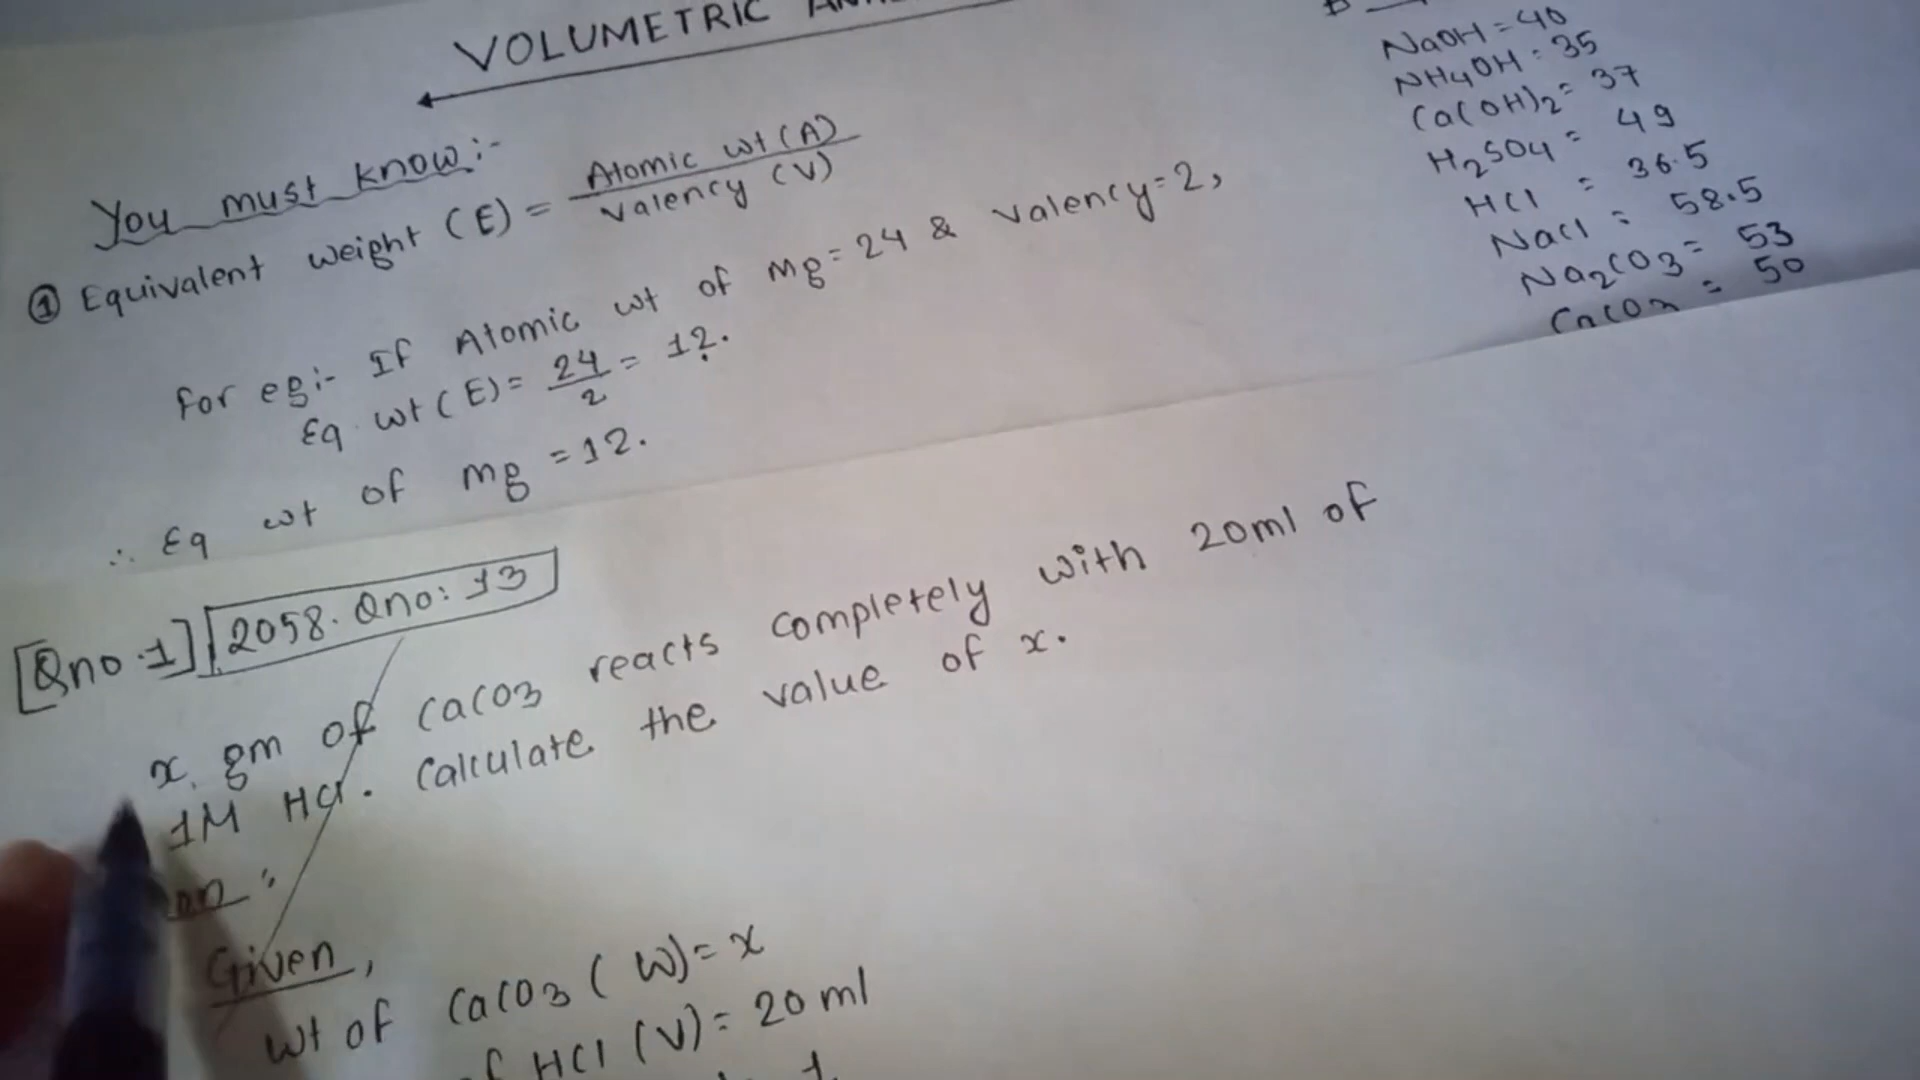 VOLUMETRIC
You must know:-
① Equivalent weight (E) = Atomic wt (A) / Valency (V)
for eg:- If Atomic wt of mg = 24 & valency = 2,
Eq. wt (E) = 24/2 = 12.
∴ Eq wt of mg = 12.
NaOH = 40
NH4OH = 35
Ca(OH)2 = 37
H2SO4 = 49
HCl = 36.5
NaCl = 58.5
Na2CO3 = 53
= 50
[Qno.1] 2058. Qno: 13
x gm of CaCO3 reacts completely with 20ml of
1M HCl. Calculate the value of x.
Given,
wt of CaCO3 (W) = x
HCl (V) = 20 ml
1